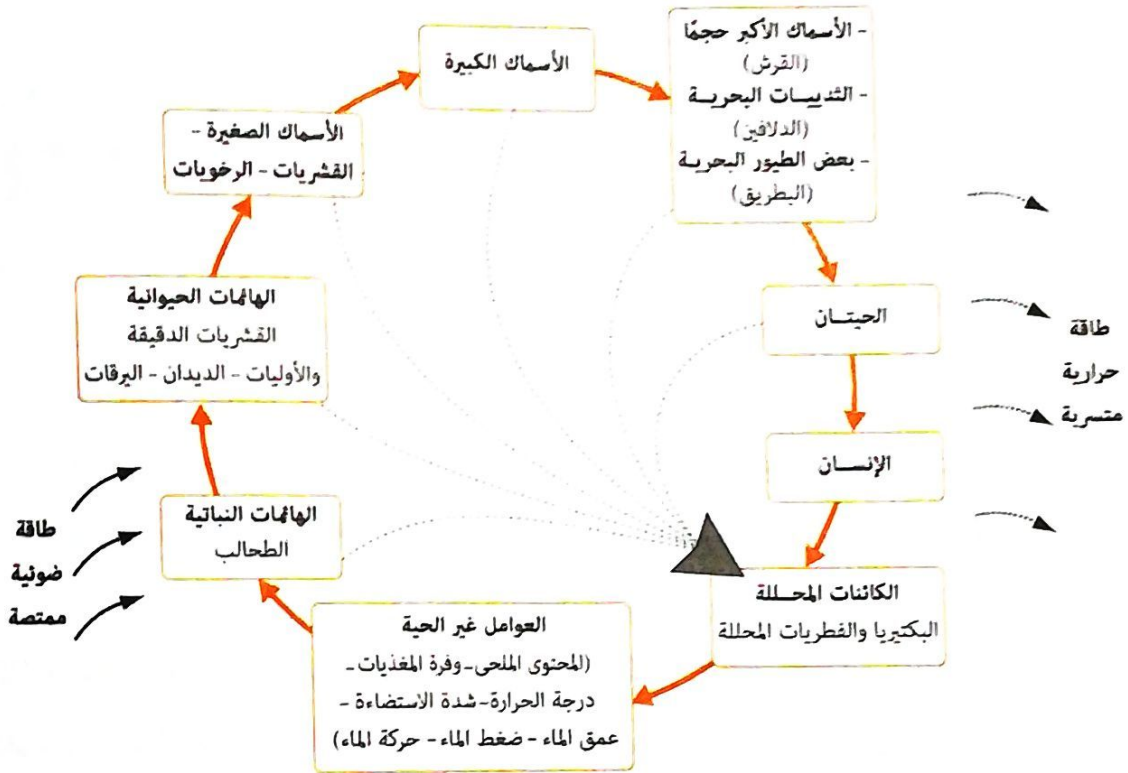 الأسماك الكبيرة
- الأسماك الأكبر حجمًا
(القرش)
- الثدييات البحرية
(الدلافين)
- بعض الطيور البحرية
(البطريق)
الأسماك الصغيرة -
القشريات - الرخويات
الهائمات الحيوانية
القشريات الدقيقة
والأوليات - الديدان - اليرقات
الحيتان
طاقة
حرارية
متسربة
الإنسان
الهائمات النباتية
الطحالب
طاقة
ضوئية
ممتصة
الكائنات المحللة
البكتيريا والفطريات المحللة
العوامل غير الحية
(المحتوى الملحى - وفرة المغذيات -
درجة الحرارة - شدة الاستضاءة -
عمق الماء - ضغط الماء - حركة الماء)